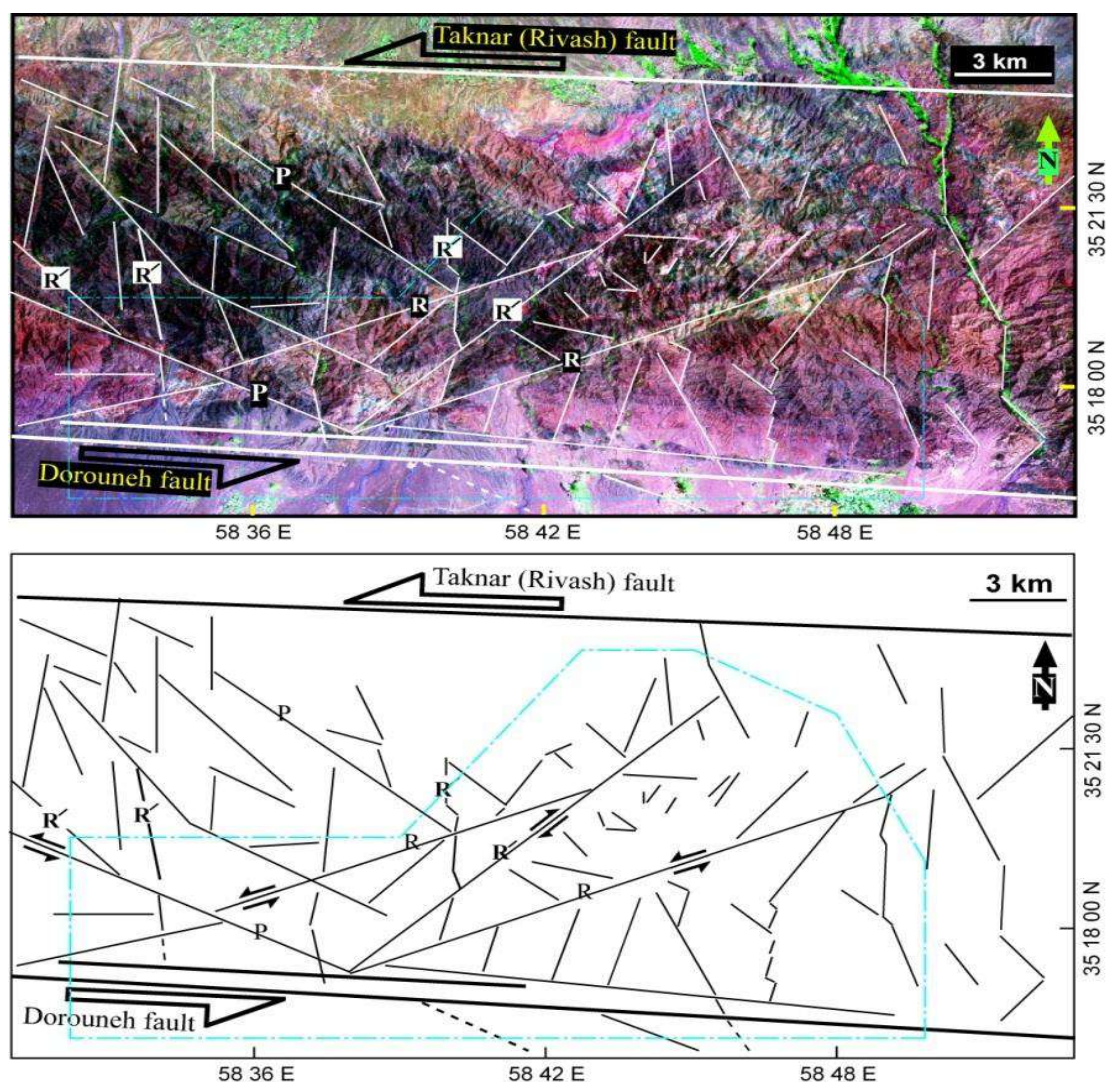 Taknar (Rivash) fault
3 km
N
P
R′
R′
R′
R
R′
R
P
Dorouneh fault
35 21 30 N
35 18 00 N
58 36 E
58 42 E
58 48 E
Taknar (Rivash) fault
3 km
N
P
R′
R′
R′
R
R′
R
P
Dorouneh fault
35 21 30 N
35 18 00 N
58 36 E
58 42 E
58 48 E